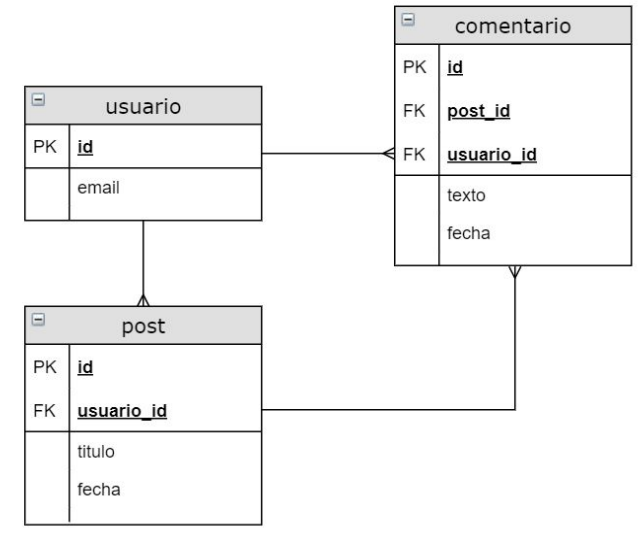 usuario
PK id
email
comentario
PK id
FK post_id
FK usuario_id
texto
fecha
post
PK id
FK usuario_id
titulo
fecha